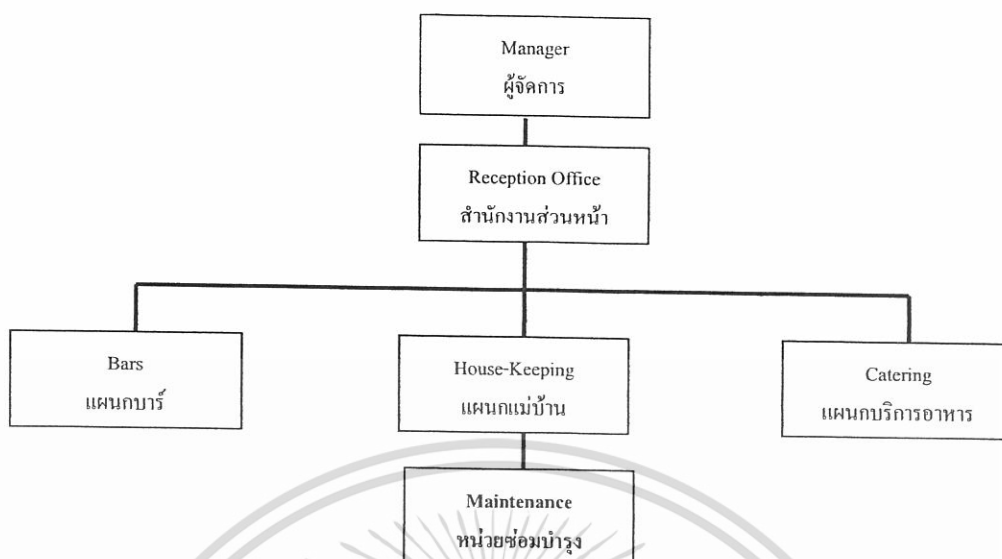 Manager
ผู้จัดการ
Reception Office
สำนักงานส่วนหน้า
Bars
แผนกบาร์
House-Keeping
แผนกแม่บ้าน
Catering
แผนกบริการอาหาร
Maintenance
หน่วยซ่อมบำรุง